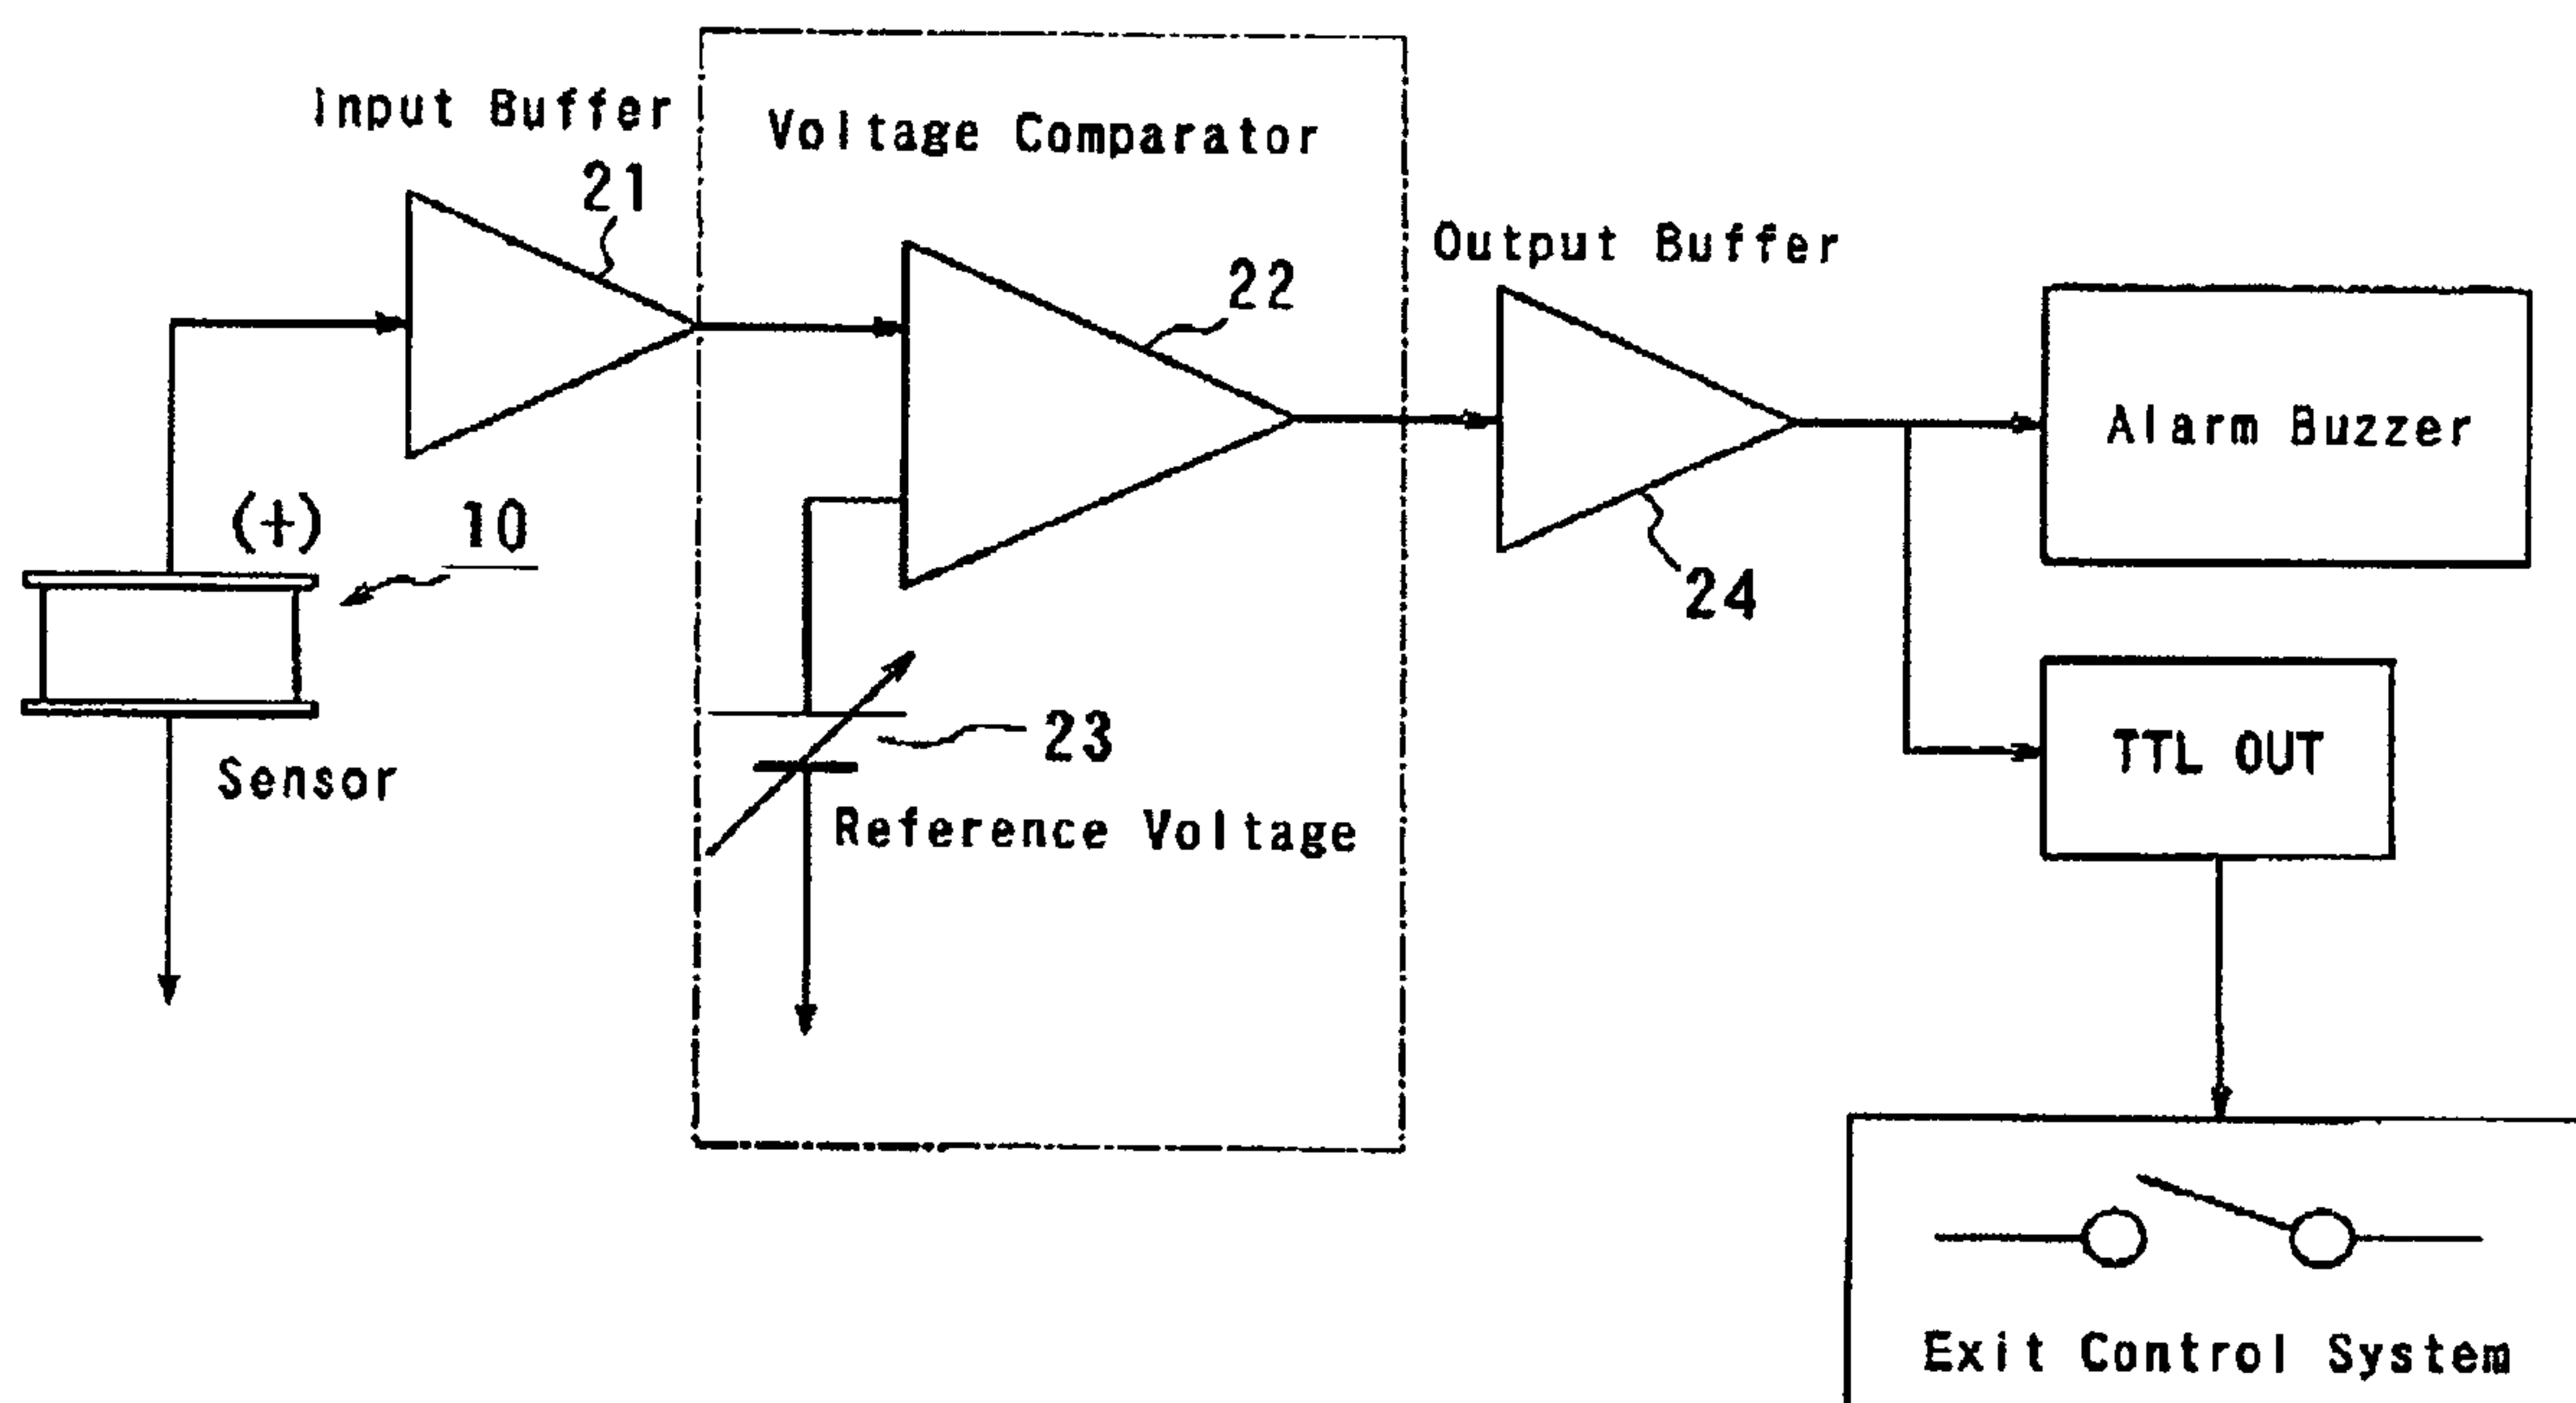 Input Buffer
21
Voltage Comparator
22
Output Buffer
24
Alarm Buzzer
(+)
10
Sensor
23
Reference Voltage
TTL OUT
Exit Control System